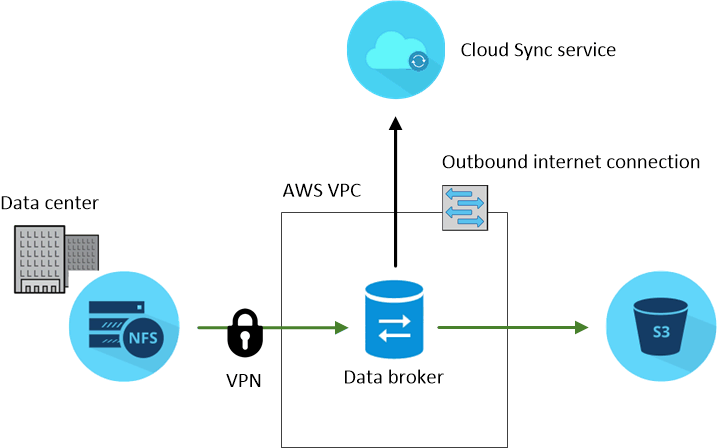 Cloud Sync service
Outbound internet connection
AWS VPC
Data center
NFS
S3
VPN
Data broker